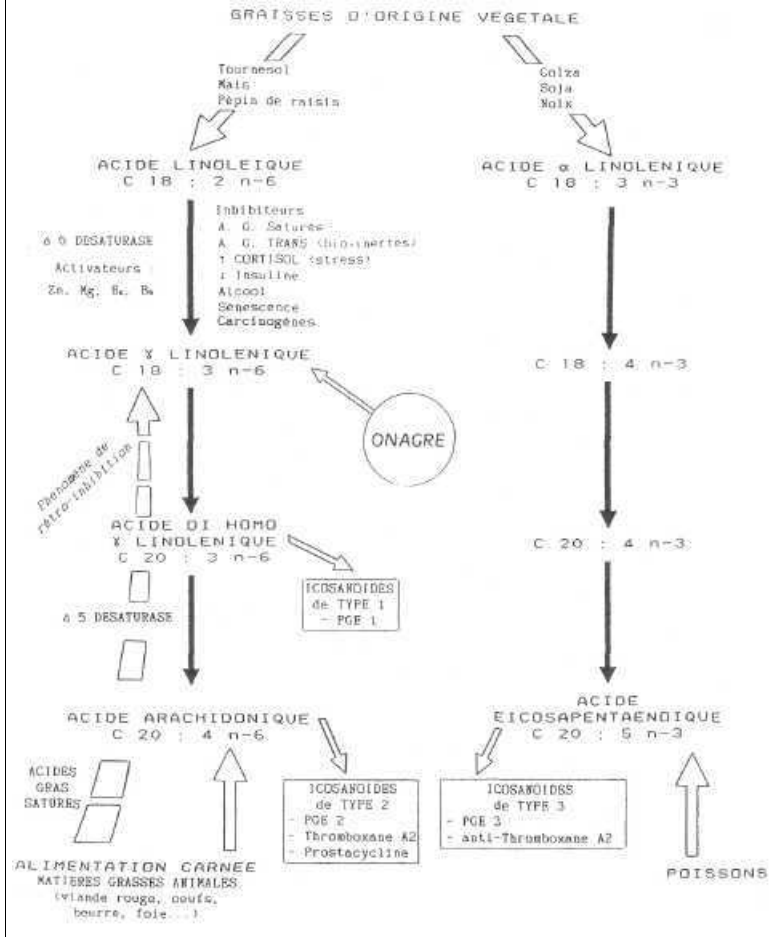 GRAISSES D'ORIGINE VEGETALE
Tournesol
Maïs
Pépin de raisis
Colza
Soja
Noix
ACIDE LINOLEIQUE
C 18 : 2 n-6
ACIDE α LINOLENIQUE
C 18 : 3 n-3
Δ 6 DESATURASE
Activateurs :
Zn, Mg,
Inhibiteurs
A. G. Saturés
A. G. TRANS (bio-inertes)
↑ CORTISOL (stress)
↓ Insuline
Alcool
Sénescence
Carcinogènes
ACIDE ɣ LINOLENIQUE
C 18 : 3 n-6
C 18 : 4 n-3
ONAGRE
Phénomène de
rétro-inhibition
ACIDE DI HOMO
ɣ LINOLENIQUE
C 20 : 3 n-6
C 20 : 4 n-3
ICOSANOIDES
de TYPE 1
- PGE 1
Δ 5 DESATURASE
ACIDE ARACHIDONIQUE
C 20 : 4 n-6
ACIDE
C 20 : 5 n-3
ACIDES
GRAS
SATURES
ICOSANOIDES
de TYPE 2
- PGE 2
- Thromboxane A2
- Prostacycline
ICOSANOIDES
de TYPE 3
- PGE 3
- anti-Thromboxane A2
ALIMENTATION CARNEE
MATIERES GRASSES ANIMALES
(viande rouge, oeufs,
beurre, foie...)
POISSONS